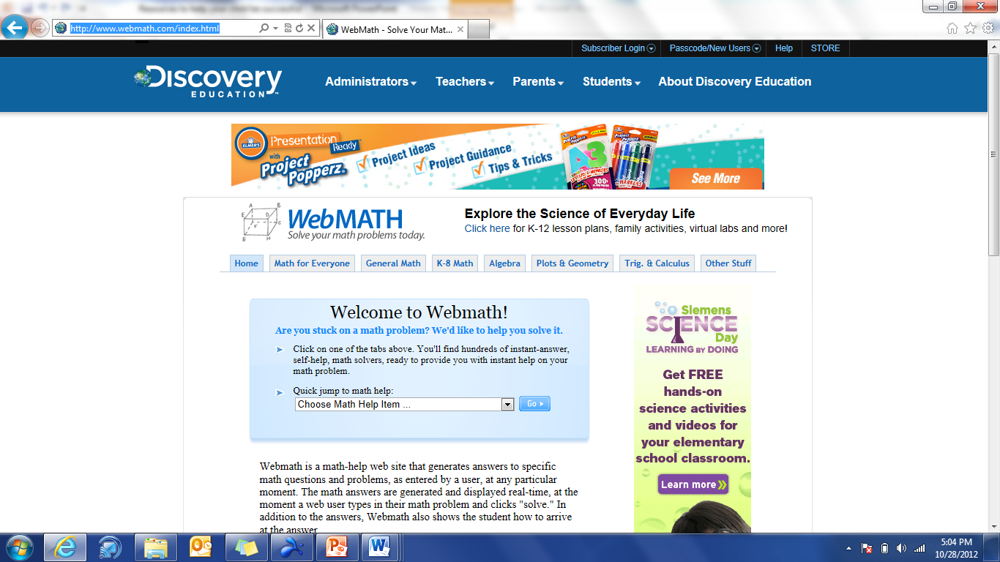 Resources to help your child be successful - Microsoft PowerPoint
http://www.webmath.com/index.html
WebMath - Solve Your Mat...
Subscriber Login
Passcode/New Users
Help
STORE
Discovery
EDUCATION
Administrators
Teachers
Parents
Students
About Discovery Education
ELMER'S
Presentation
Ready
with
Project
Popperz
Project Ideas
Project Guidance
Tips & Tricks
See More
A B
E D C
F
E H
WebMATH
Solve your math problems today.
Explore the Science of Everyday Life
Click here for K-12 lesson plans, family activities, virtual labs and more!
Home
Math for Everyone
General Math
K-8 Math
Algebra
Plots & Geometry
Trig. & Calculus
Other Stuff
Welcome to Webmath!
Are you stuck on a math problem? We'd like to help you solve it.
Click on one of the tabs above. You'll find hundreds of instant-answer,
self-help, math solvers, ready to provide you with instant help on your
math problem.
Quick jump to math help:
Choose Math Help Item ...
Go
Webmath is a math-help web site that generates answers to specific
math questions and problems, as entered by a user, at any particular
moment. The math answers are generated and displayed real-time, at the
moment a web user types in their math problem and clicks "solve." In
addition to the answers, Webmath also shows the student how to arrive
at the answer
Siemens
SCIENCE
Day
LEARNING BY DOING
Get FREE
hands-on
science activities
and videos for
your elementary
school classroom.
Learn more
5:04 PM
10/28/2012